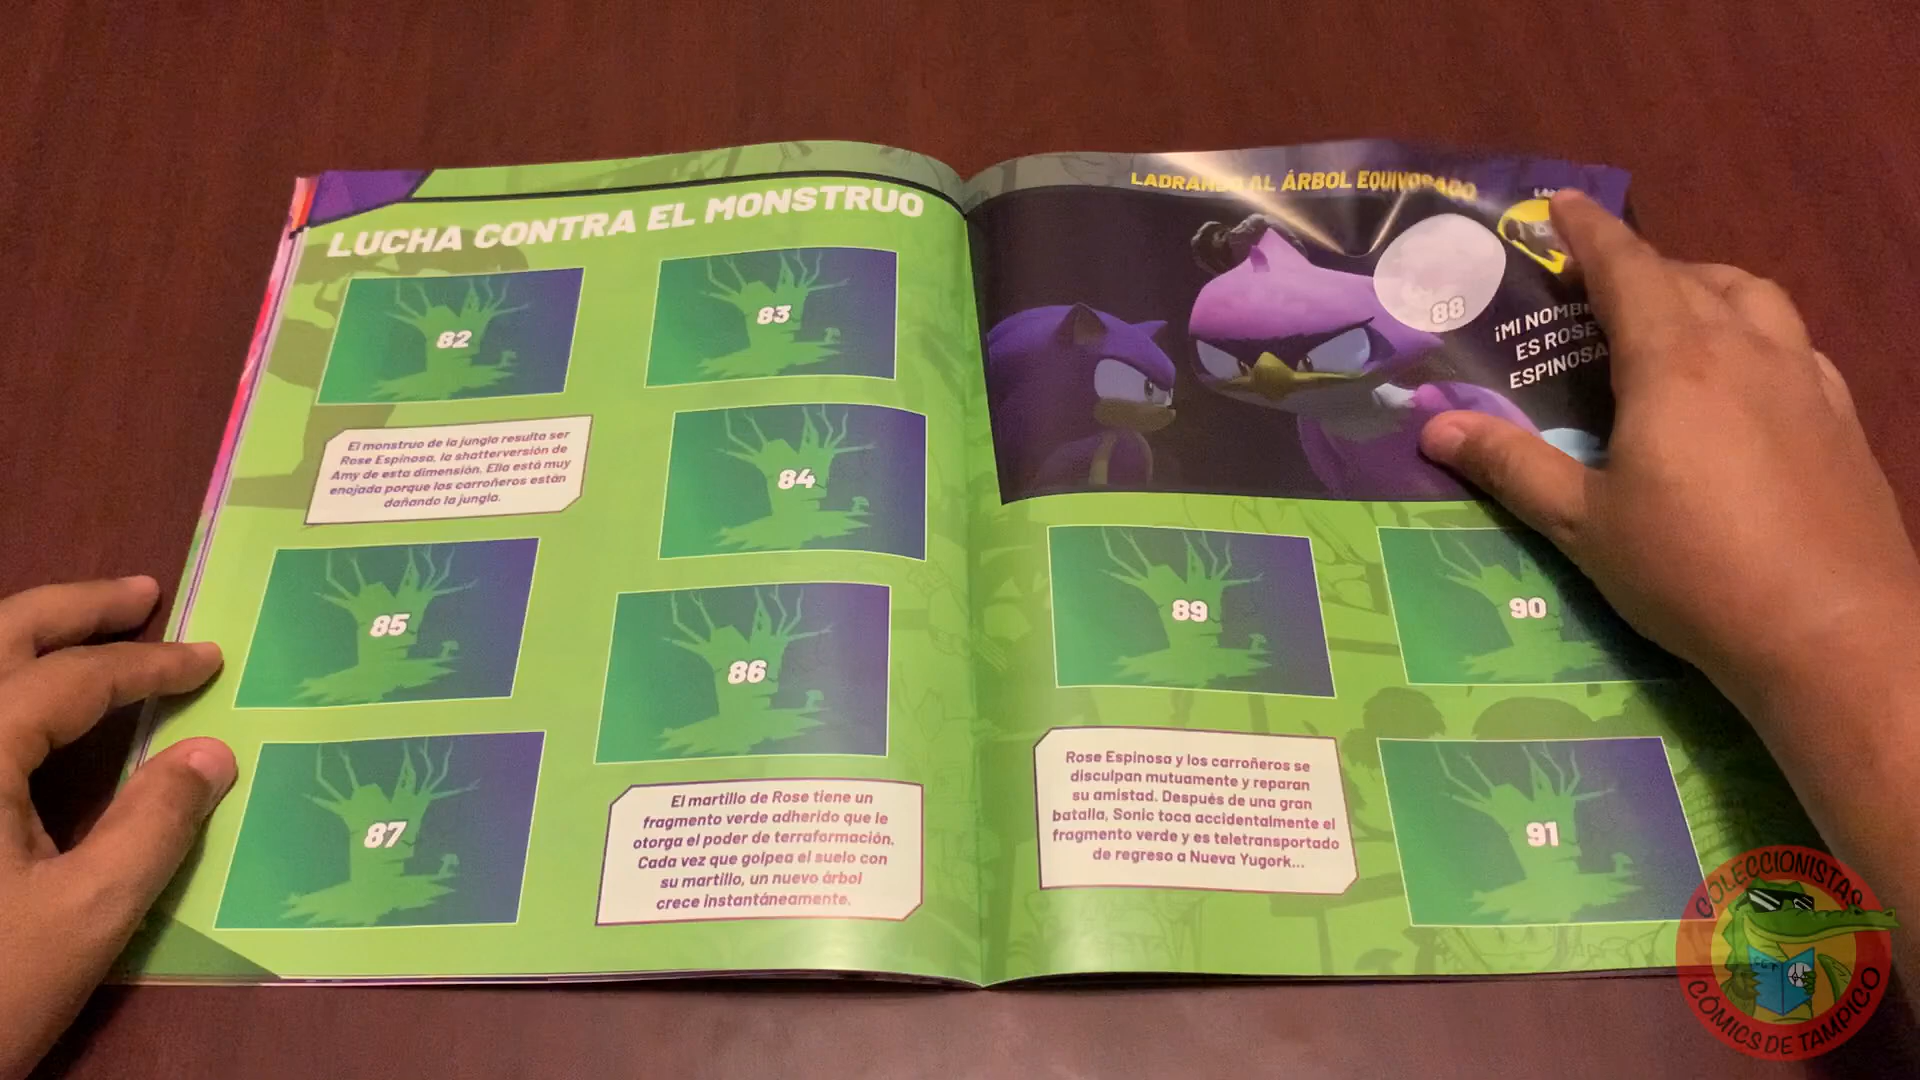 LUCHA CONTRA EL MONSTRUO
82
83
El monstruo de la jungla resulta ser
Rose Espinosa, la shatterversión de
Amy de esta dimensión. Ella está muy
enojada porque los carroñeros están
dañando la jungla.
84
85
86
87
El martillo de Rose tiene un
fragmento verde adherido que le
otorga el poder de terraformación.
Cada vez que golpea el suelo con
su martillo, un nuevo árbol
crece instantáneamente.
LADRANDO AL ÁRBOL EQUIVOCADO
88
¡MI
ES ROSE
ESPINOSA
89
90
Rose Espinosa y los carroñeros se
disculpan mutuamente y reparan
su amistad. Después de una gran
batalla, Sonic toca accidentalmente el
fragmento verde y es teletransportado
de regreso a Nueva Yugork...
91
COLECCIONISTAS
CCT
CÓMICS DE TAMPICO